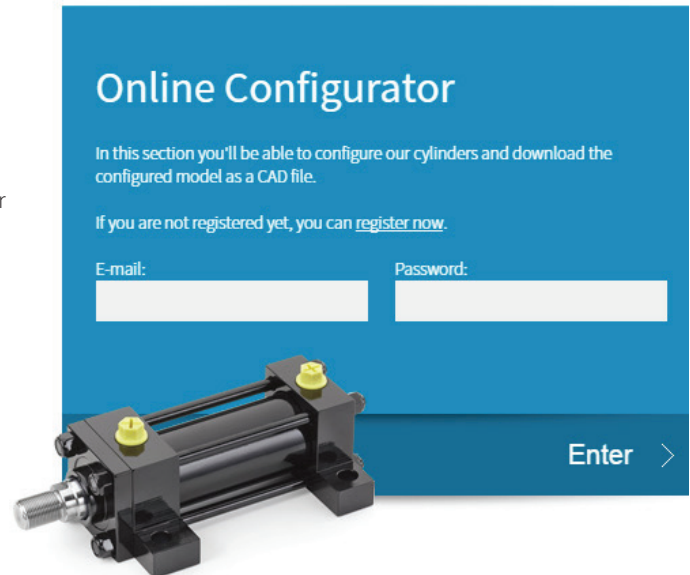 Online Configurator
In this section you'll be able to configure our cylinders and download the
configured model as a CAD file.
r
If you are not registered yet, you can register now.
E-mail: Password:
Enter